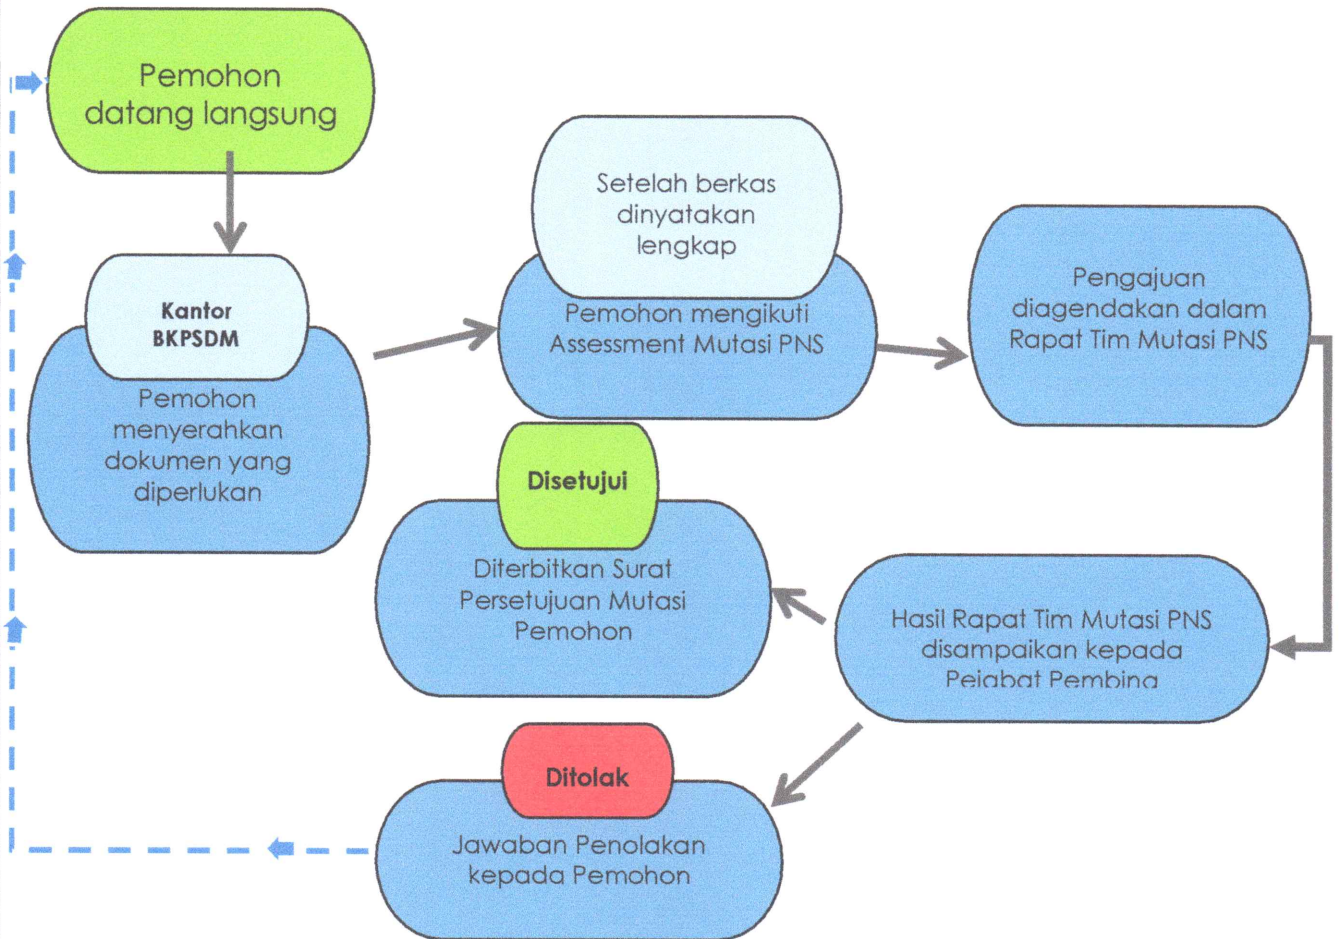 Pemohon
datang langsung
Kantor
BKPSDM
Pemohon
menyerahkan
dokumen yang
diperlukan
Setelah berkas
dinyatakan
lengkap
Pemohon mengikuti
Assessment Mutasi PNS
Pengajuan
diagendakan dalam
Rapat Tim Mutasi PNS
Hasil Rapat Tim Mutasi PNS
disampaikan kepada
Pejabat Pembina
Disetujui
Diterbitkan Surat
Persetujuan Mutasi
Pemohon
Ditolak
Jawaban Penolakan
kepada Pemohon